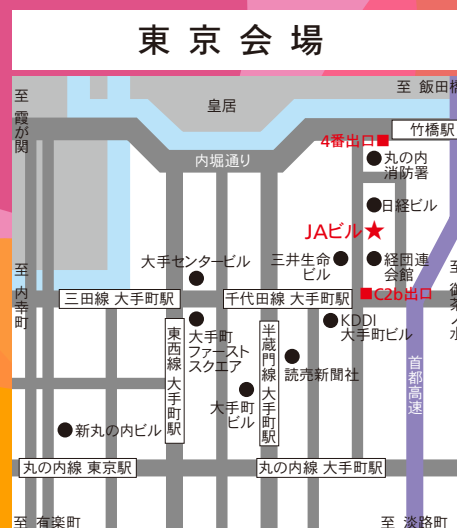 東京会場
至 飯田橋
至 霞が関
皇居
竹橋駅
4番出口
内堀通り
丸の内
消防署
日経ビル
JAビル
三井生命
ビル
経団連
会館
大手センタービル
至 内幸町
至 御茶ノ水
C2b出口
三田線 大手町駅
千代田線 大手町駅
東西線 大手町駅
大手町
ファースト
スクエア
半蔵門線 大手町駅
KDDI
大手町ビル
読売新聞社
首都高速
大手町
ビル
新丸の内ビル
丸の内線 東京駅
丸の内線 大手町駅
至 有楽町
至 淡路町